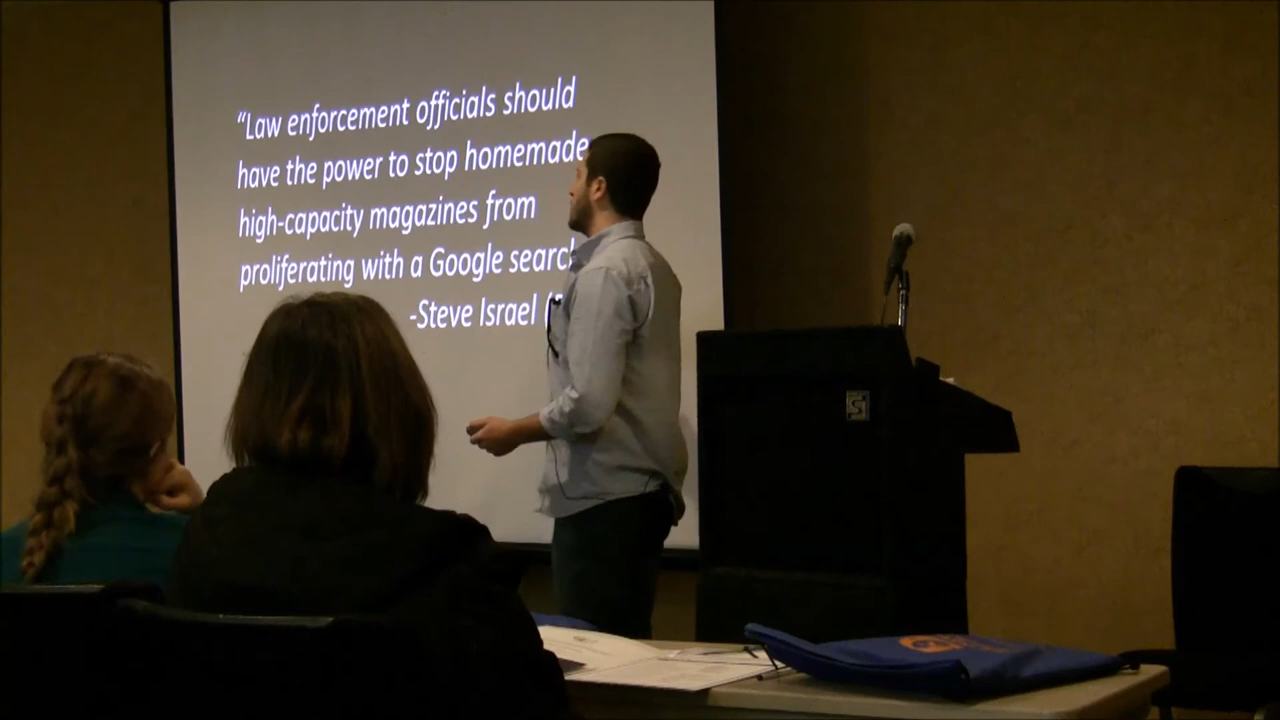 “Law enforcement officials should
have the power to stop homemade
high-capacity magazines from
proliferating with a Google search
-Steve Israel (